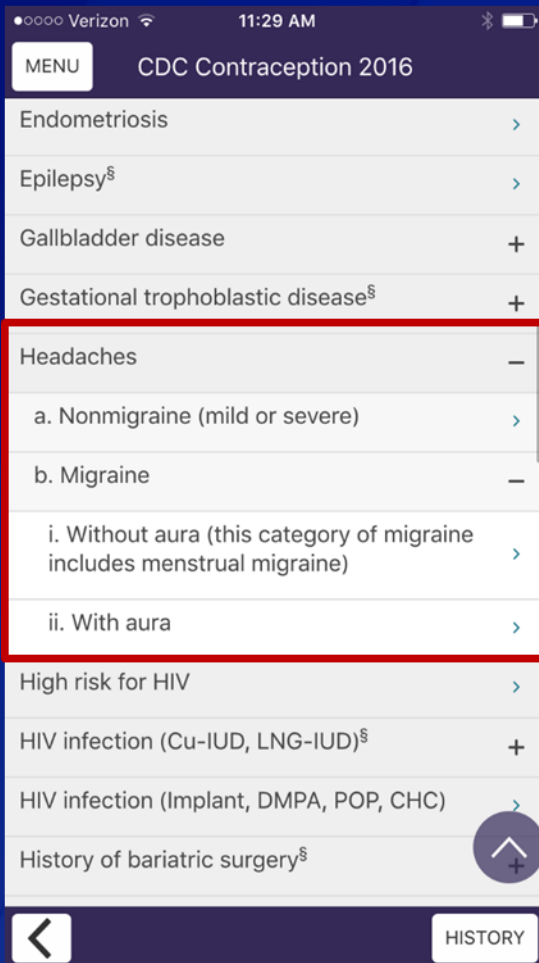 Verizon 11:29 AM
MENU CDC Contraception 2016
Endometriosis
Epilepsy§
Gallbladder disease
Gestational trophoblastic disease§
Headaches
a. Nonmigraine (mild or severe)
b. Migraine
i. Without aura (this category of migraine
includes menstrual migraine)
ii. With aura
High risk for HIV
HIV infection (Cu-IUD, LNG-IUD)§
HIV infection (Implant, DMPA, POP, CHC)
History of bariatric surgery§
HISTORY